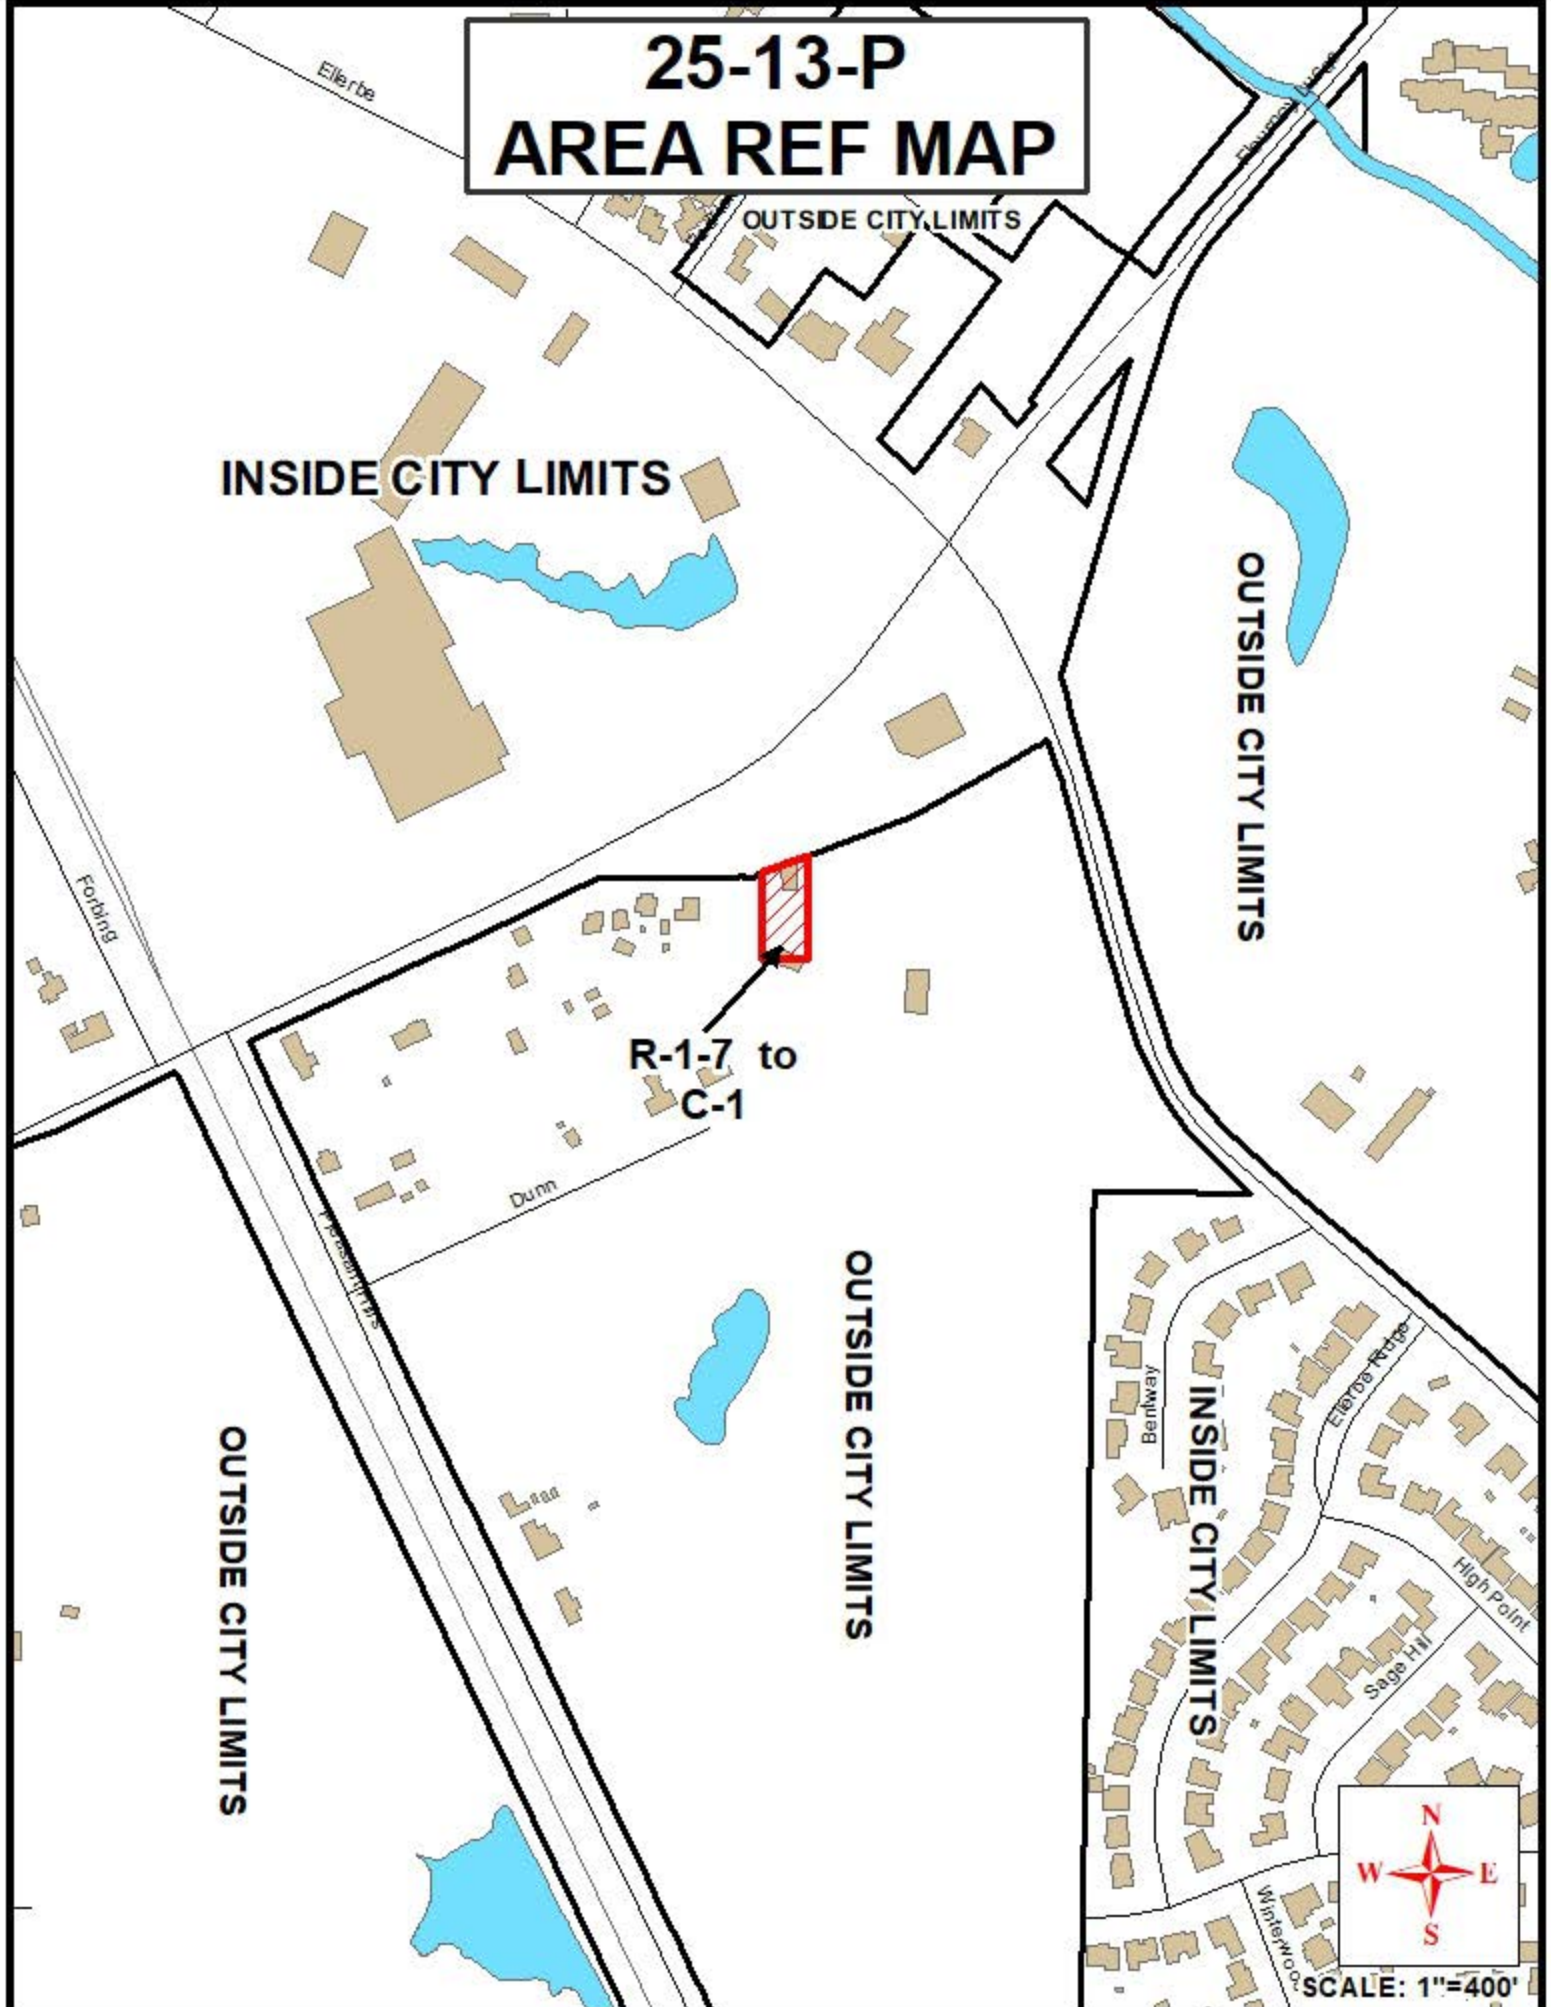 25-13-P
AREA REF MAP
Ellerbe
OUTSIDE CITY LIMITS
INSIDE CITY LIMITS
OUTSIDE CITY LIMITS
Forbing
R-1-7 to
C-1
Dunn
OUTSIDE CITY LIMITS
OUTSIDE CITY LIMITS
Bentway
Ellerbe Ridge
INSIDE CITY LIMITS
High Point
Sage Hill
N
W E
S
SCALE: 1"=400'